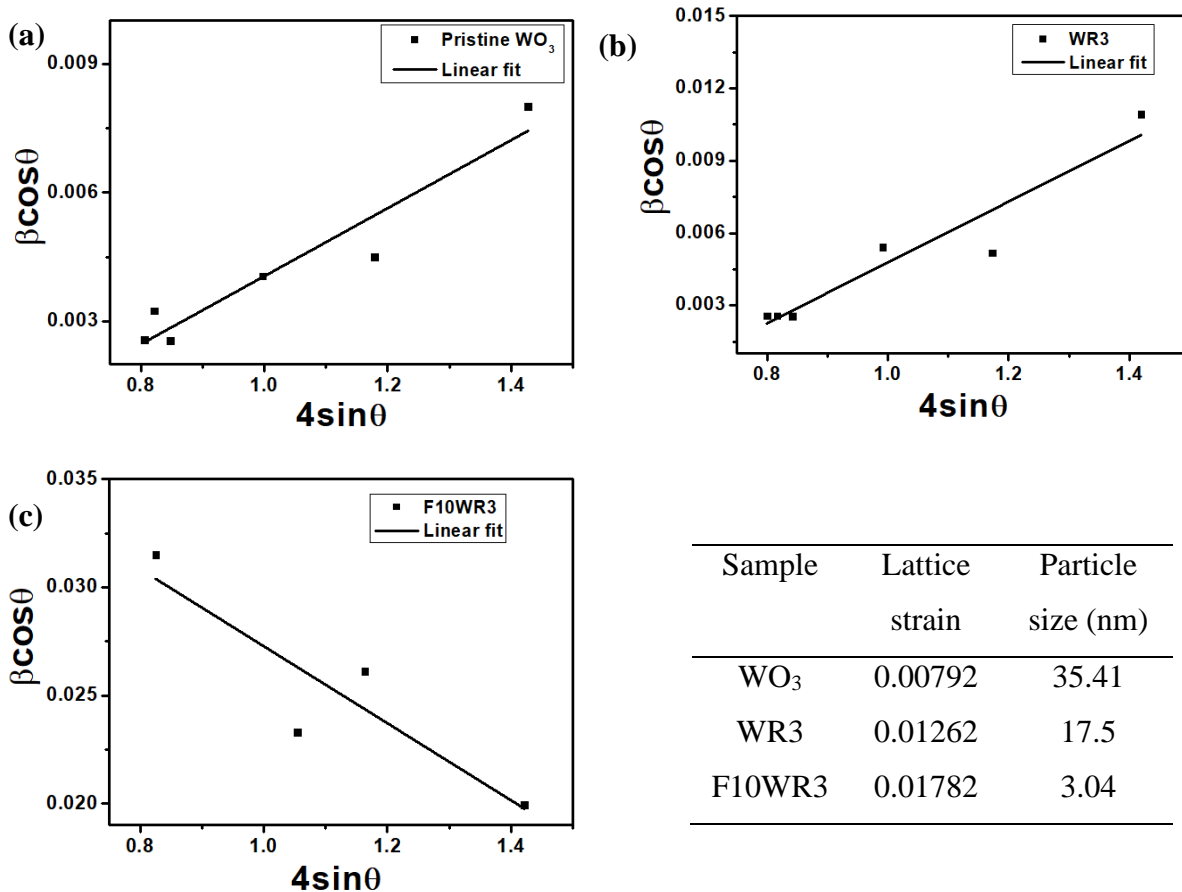 (a)
Pristine WO₃
Linear fit
0.009
0.006
0.003
βcosθ
0.8 1.0 1.2 1.4
4sinθ
(b)
WR3
Linear fit
0.015
0.012
0.009
0.006
0.003
βcosθ
0.8 1.0 1.2 1.4
4sinθ
(c)
F10WR3
Linear fit
0.035
0.030
0.025
0.020
βcosθ
0.8 1.0 1.2 1.4
4sinθ
Sample Lattice Particle
strain size (nm)
WO₃ 0.00792 35.41
WR3 0.01262 17.5
F10WR3 0.01782 3.04